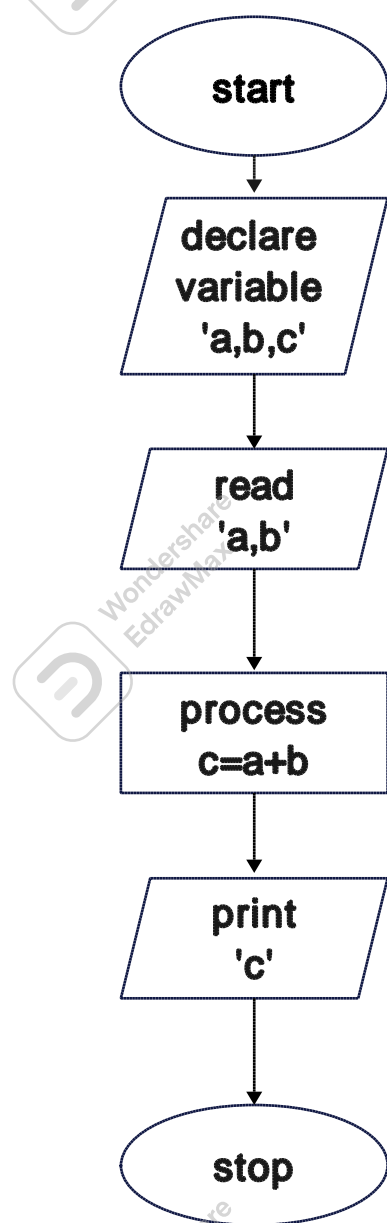 start
declare
variable
'a,b,c'
read
'a,b'
Wondershare
EdrawMax
process
c=a+b
print
'c'
stop